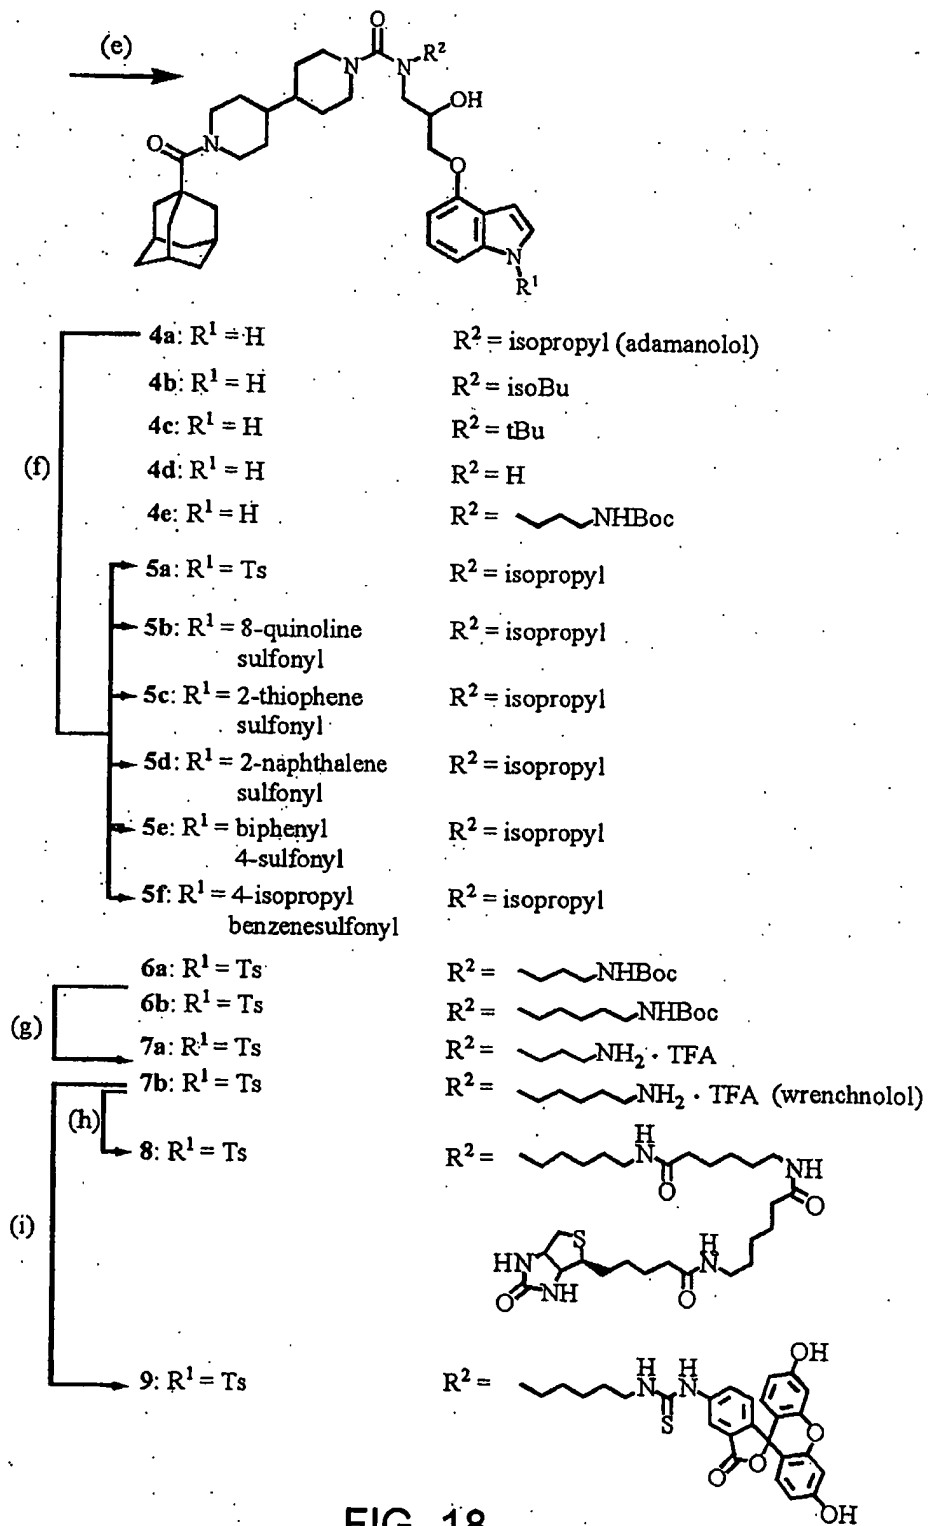 (e)
O
N
N
R²
OH
O
O
N
N
R¹
4a: R¹ = H R² = isopropyl (adamanolol)
4b: R¹ = H R² = isoBu
4c: R¹ = H R² = tBu
(f)
4d: R¹ = H R² = H
4e: R¹ = H R² = NHBoc
5a: R¹ = Ts R² = isopropyl
5b: R¹ = 8-quinoline R² = isopropyl
sulfonyl
5c: R¹ = 2-thiophene R² = isopropyl
sulfonyl
5d: R¹ = 2-naphthalene R² = isopropyl
sulfonyl
5e: R¹ = biphenyl R² = isopropyl
4-sulfonyl
5f: R¹ = 4-isopropyl R² = isopropyl
benzenesulfonyl
6a: R¹ = Ts R² = NHBoc
6b: R¹ = Ts R² = NHBoc
(g)
7a: R¹ = Ts R² = NH₂ · TFA
7b: R¹ = Ts R² = NH₂ · TFA (wrenchnolol)
(h)
8: R¹ = Ts R² = H N O NH O
(i)
HN S H N O NH O
9: R¹ = Ts R² = H N S H N OH O O O OH
FIG. 18